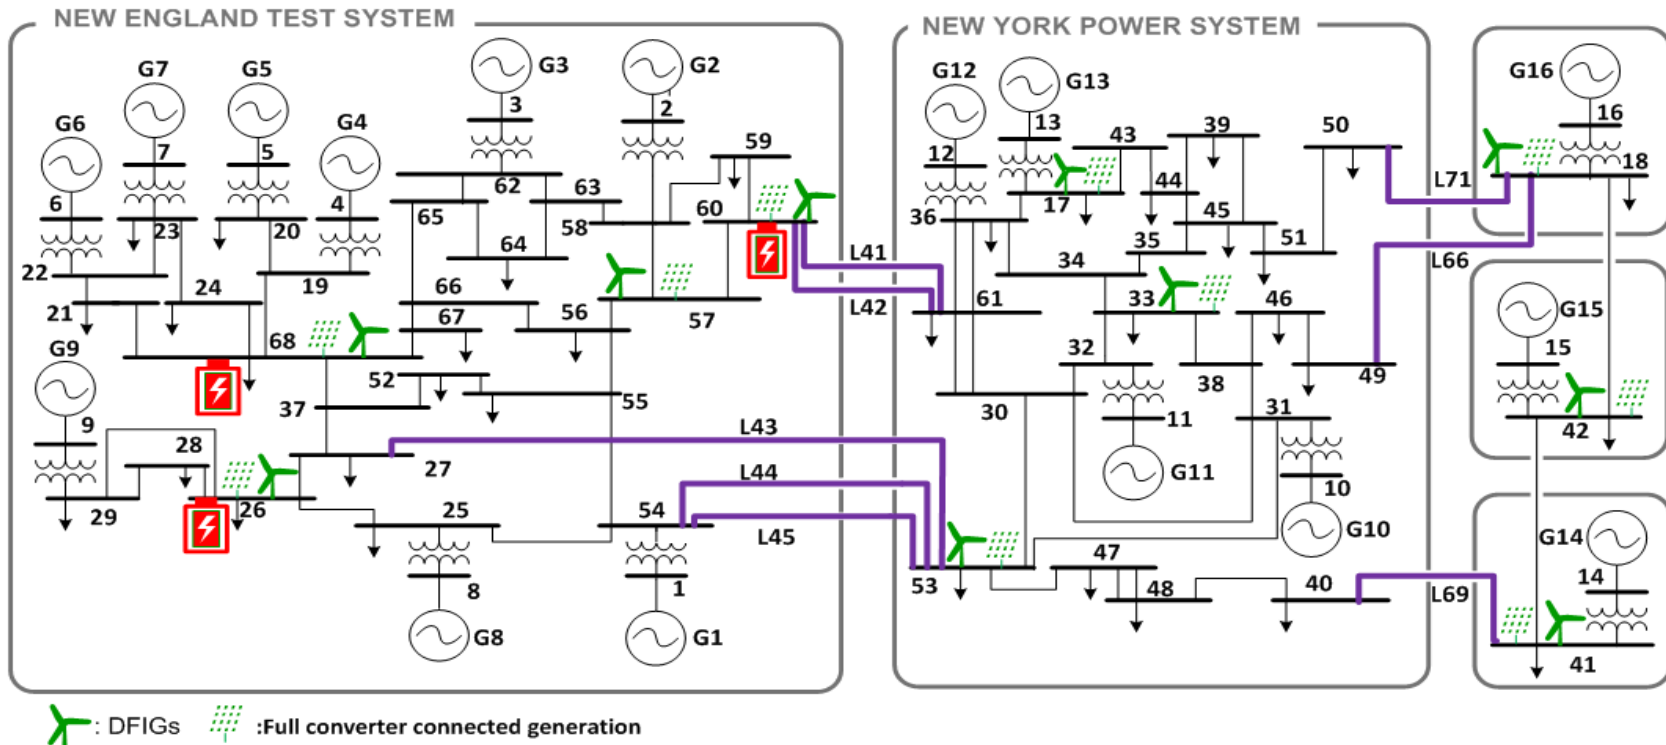 NEW ENGLAND TEST SYSTEM
NEW YORK POWER SYSTEM
G7 G5 G3 G2 G12 G13 G16
G6 G4
7 5 3 2 59 12 13 43 39 50 16
6 4 23 20 62 63 60 36 17 44 45 L71 18
65 58 35 51
22 24 19 64 34 L41 L66
21 66 57 61 33 46 L42 G15
68 67 56 15
G9 52 32 38 49
37 55 30 31 42
9 28 27 L43 11
26 L44 G11 10
29 25 54 L45 G10 G14
8 1 53 47 48 40 L69 14
G8 G1 41
: DFIGs :Full converter connected generation